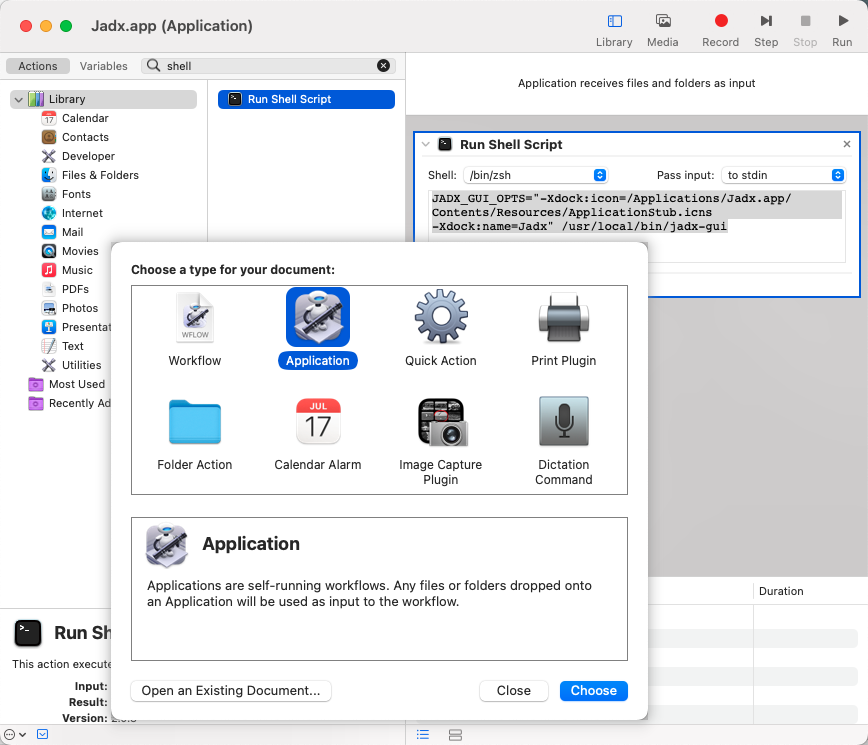 Jadx.app (Application)
Library
Media
Record
Step
Stop
Run
Actions
Variables
shell
Library
Calendar
Contacts
Developer
Files & Folders
Fonts
Internet
Mail
Movies
Music
PDFs
Photos
Presentat
Text
Utilities
Most Used
Recently Ad
Run Shell Script
Application receives files and folders as input
Run Shell Script
Shell: /bin/zsh
Pass input: to stdin
JADX_GUI_OPTS="-Xdock:icon=/Applications/Jadx.app/
Contents/Resources/ApplicationStub.icns
-Xdock:name=Jadx" /usr/local/bin/jadx-gui
Choose a type for your document:
WFLOW
Workflow
Application
Quick Action
Print Plugin
Folder Action
JUL
17
Calendar Alarm
Image Capture
Plugin
Dictation
Command
Application
Applications are self-running workflows. Any files or folders dropped onto
an Application will be used as input to the workflow.
Open an Existing Document...
Close
Choose
Duration
Run Sh
This action execute
Input:
Result:
Version: